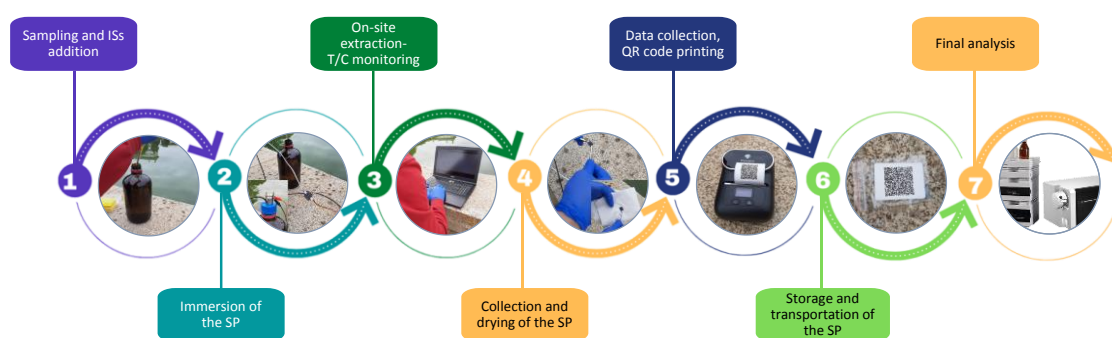 Sampling and ISs
addition
On-site
extraction-
T/C monitoring
Data collection,
QR code printing
Final analysis
1
2
3
4
5
6
7
Immersion of
the SP
Collection and
drying of the SP
Storage and
transportation of
the SP